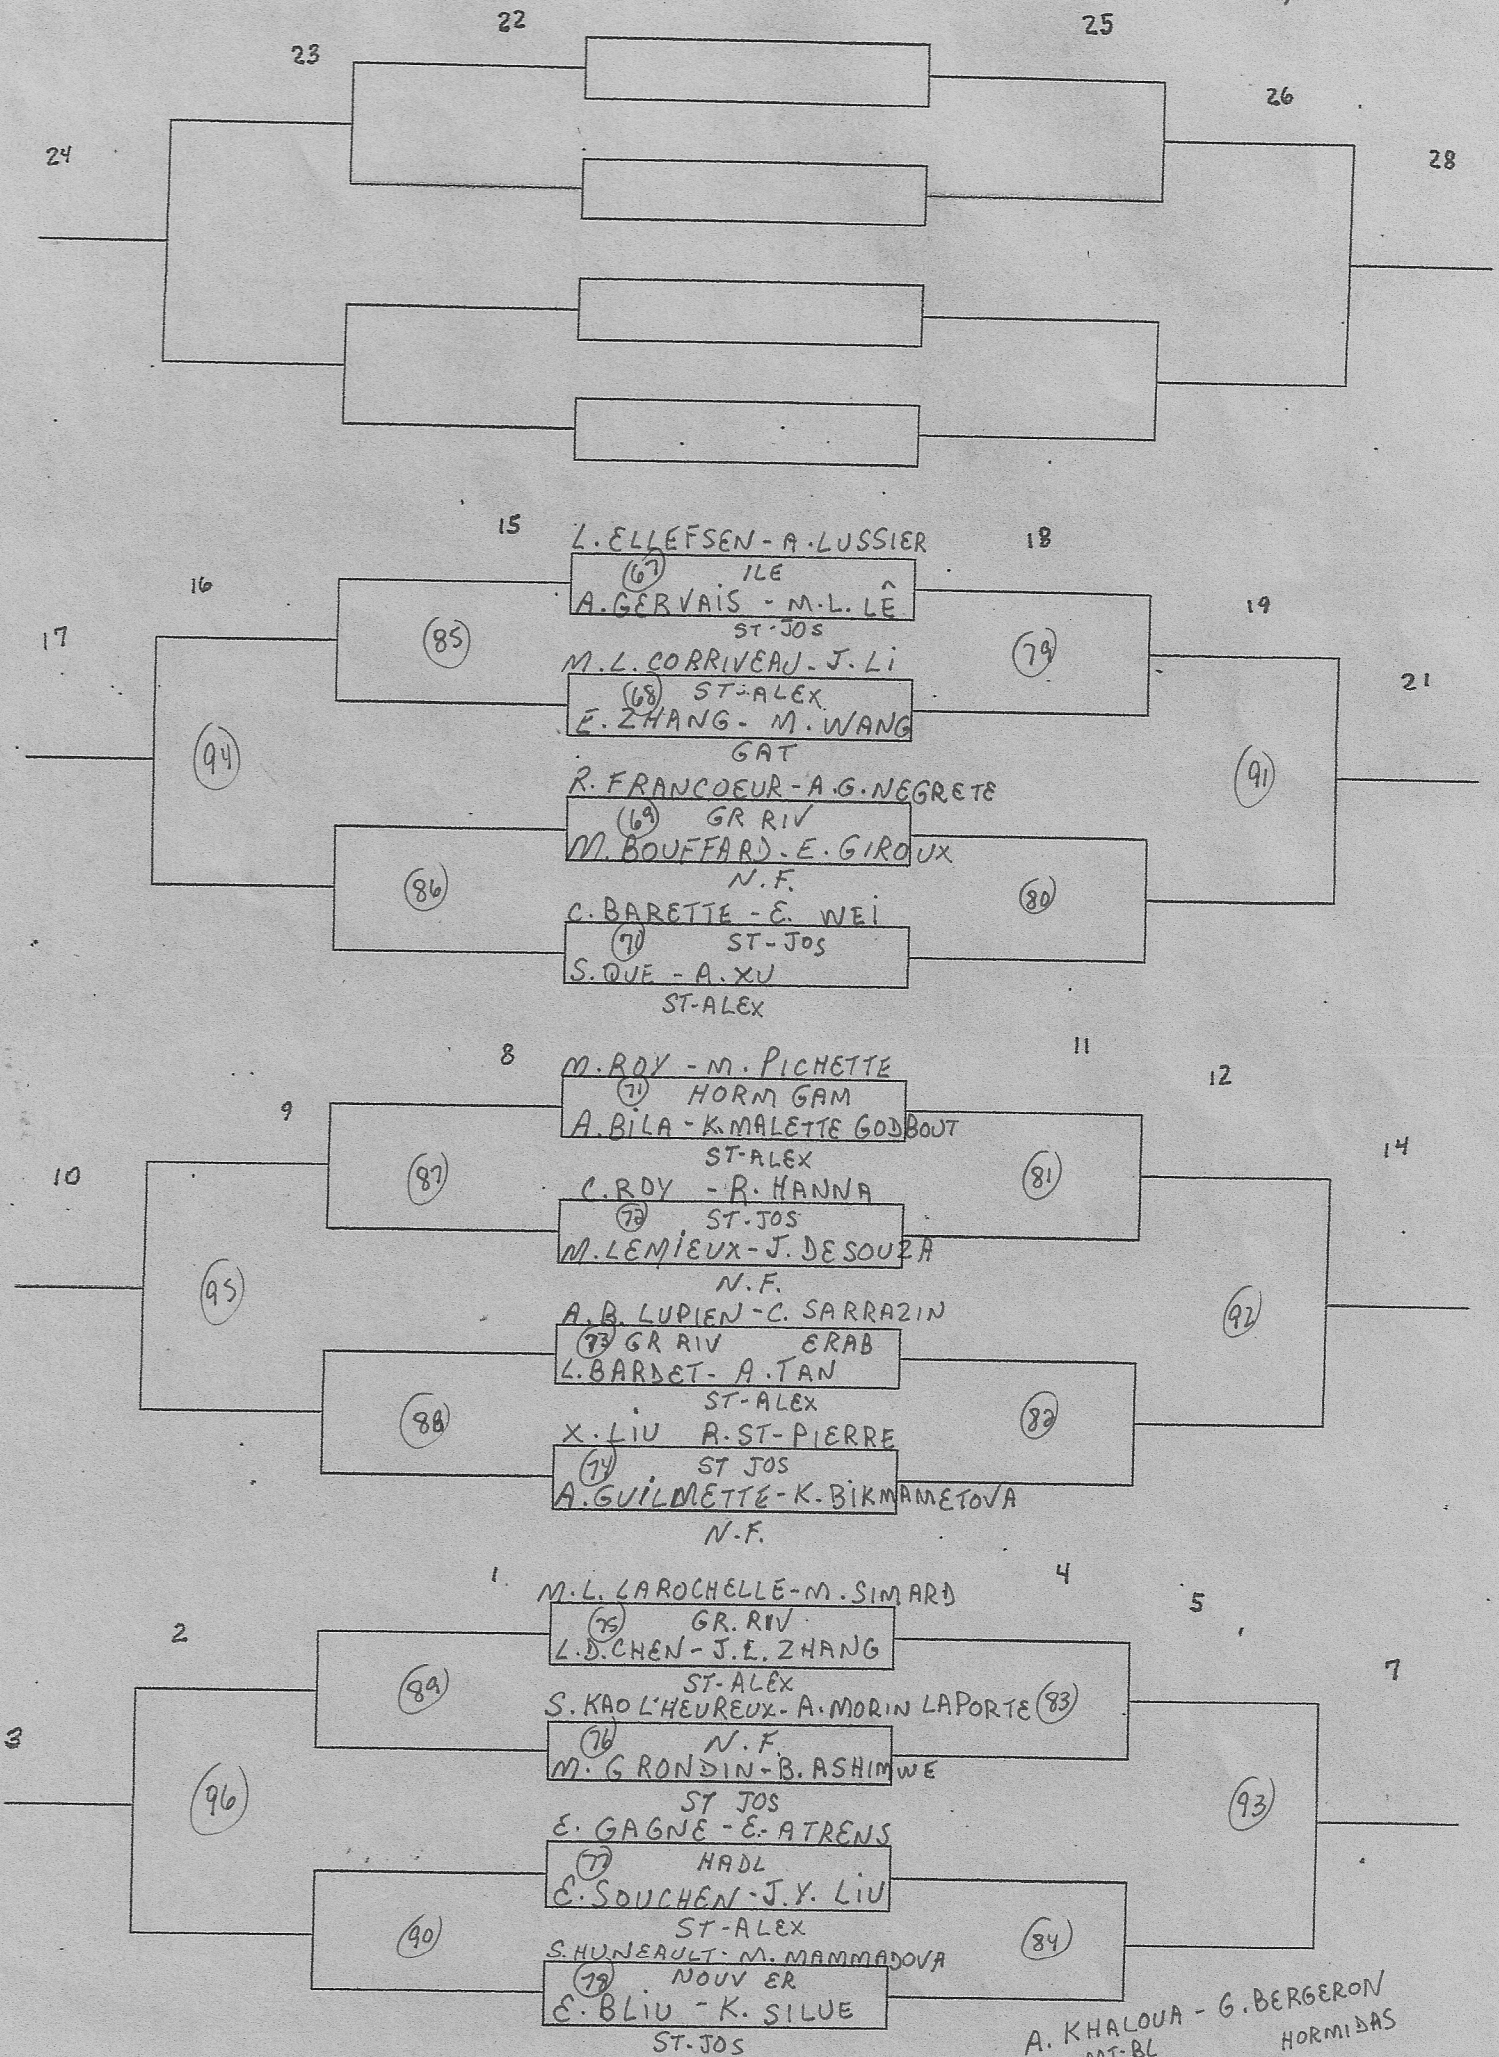 22
25
23
26
24
28
15
L. ELLEFSEN - A. LUSSIER
18
67 ILE
16
A. GERVAIS - M.L. LÊ
19
17
85
ST-JOS
79
M.L. CORRIVEAU - J. Li
21
68 ST-ALEX
E. ZHANG - M. WANG
94
GAT
91
R. FRANCOEUR - A.G. NEGRETE
69 GR RIV
M. BOUFFARD - E. GIROUX
86
N.F.
80
C. BARETTE - E. WEi
70 ST-JOS
S. QUE - A. XU
ST-ALEX
8
M. ROY - M. PICHETTE
11
12
71 HORM GAM
9
A. BiLA - K. MALETTE GODBOUT
14
10
ST-ALEX
87
C. ROY - R. HANNA
81
72 ST-JOS
M. LEMiEUX - J. DESOUZA
95
N.F.
92
A.B. LUPIEN - C. SARRAZIN
73 GR RIV ERAB
L. BARDET - A. TAN
88
ST-ALEX
82
X. LiU R. ST-PIERRE
74 ST JOS
A. GUILMETTE - K. BIKMAMETOVA
N.F.
1
M.L. LAROCHELLE - M. SIMARD
4
5
2
75 GR. RIV
L.D. CHEN - J.E. ZHANG
7
89
ST-ALEX
S. KAO L'HEUREUX - A. MORIN LAPORTE 83
3
76 N.F.
M. GRONDIN - B. ASHIMWE
96
ST JOS
93
E. GAGNE - E. ATRENS
77 HADL
E. SOUCHEN - J.Y. LiU
90
ST-ALEX
84
S. HUNEAULT - M. MAMMADOVA
78 NOUV ER
E. BLiU - K. SILUE
ST-JOS
A. KHALOUA - G. BERGERON
MT-BL HORMIDAS